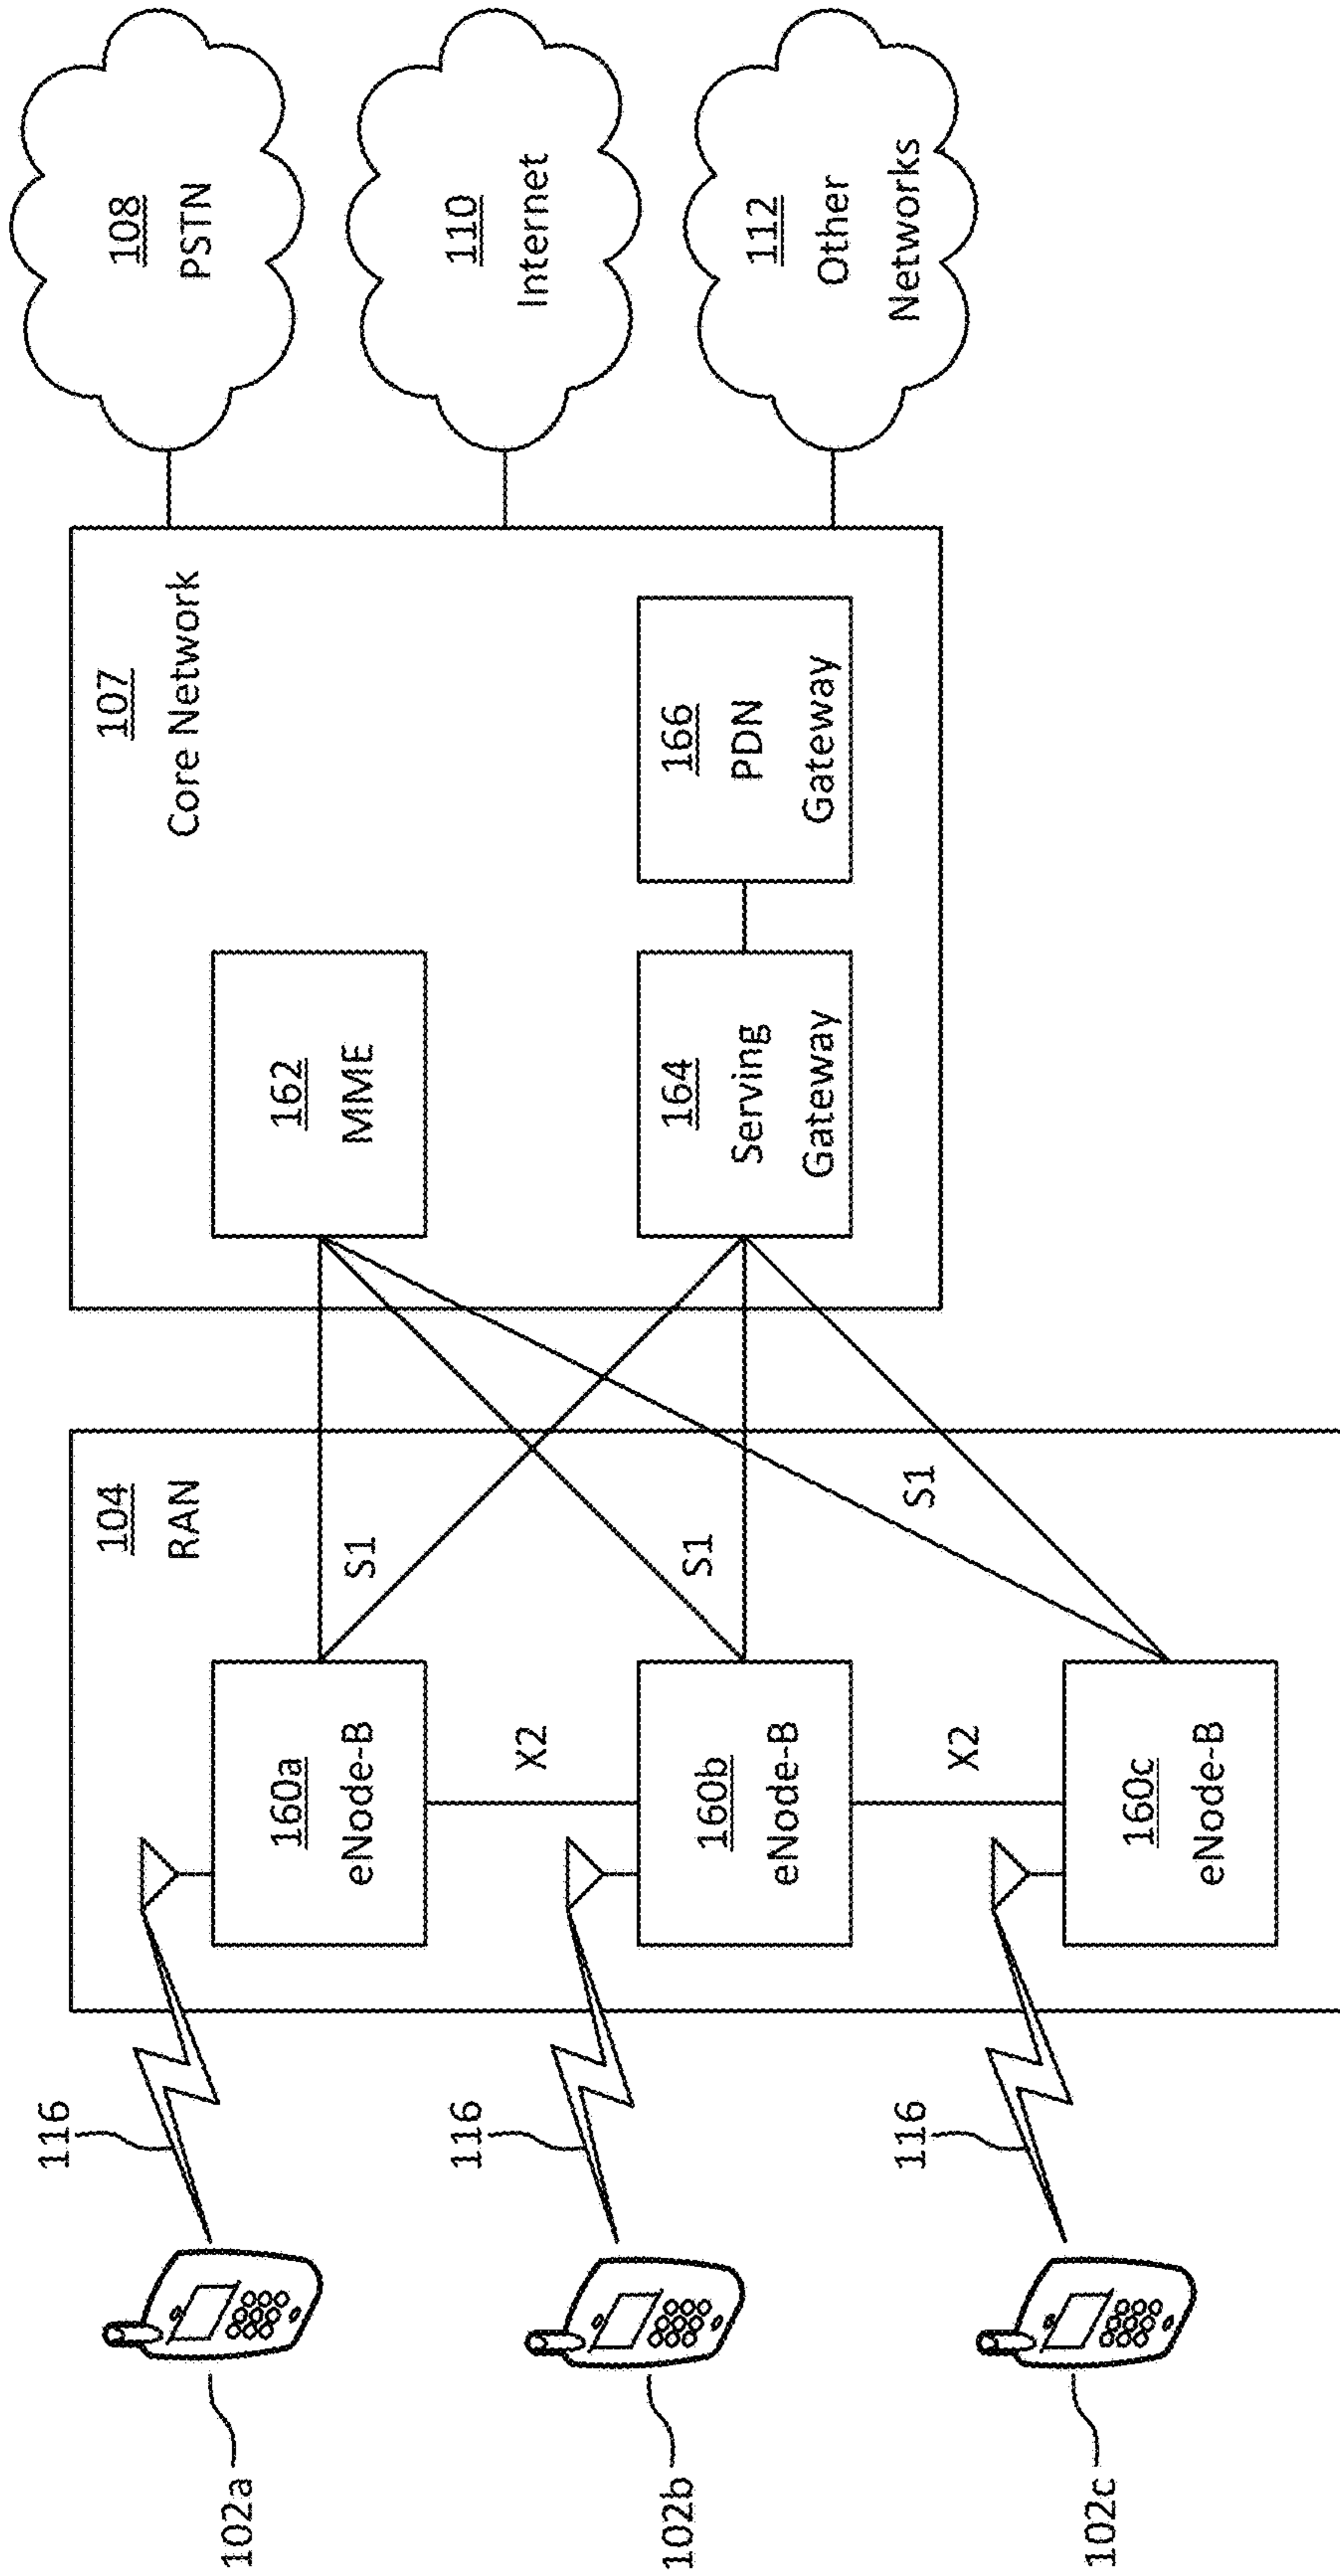 102a
116
104
RAN
160a
eNode-B
S1
X2
102b
116
160b
eNode-B
S1
X2
102c
116
160c
eNode-B
S1
107
Core Network
162
MME
164
Serving
Gateway
166
PDN
Gateway
108
PSTN
110
Internet
112
Other
Networks